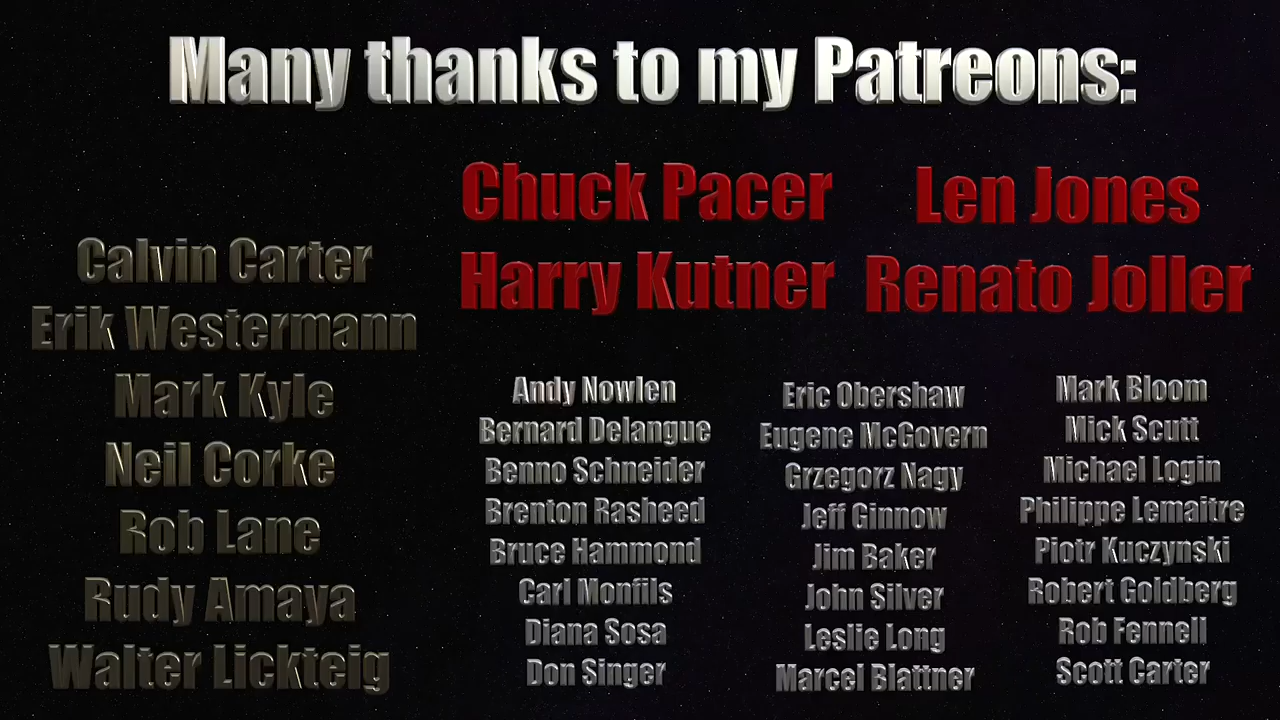 Many thanks to my Patreons:
Chuck Pacer
Len Jones
Harry Kutner
Renato Joller
Calvin Carter
Erik Westermann
Mark Kyle
Neil Corke
Rob Lane
Rudy Amaya
Walter Lickteig
Andy Nowlen
Bernard Delangue
Benno Schneider
Brenton Rasheed
Bruce Hammond
Carl Monfils
Diana Sosa
Don Singer
Eric Obershaw
Eugene McGovern
Grzegorz Nagy
Jeff Ginnow
Jim Baker
John Silver
Leslie Long
Marcel Blattner
Mark Bloom
Mick Scutt
Michael Login
Philippe Lemaitre
Piotr Kuczynski
Robert Goldberg
Rob Fennell
Scott Carter